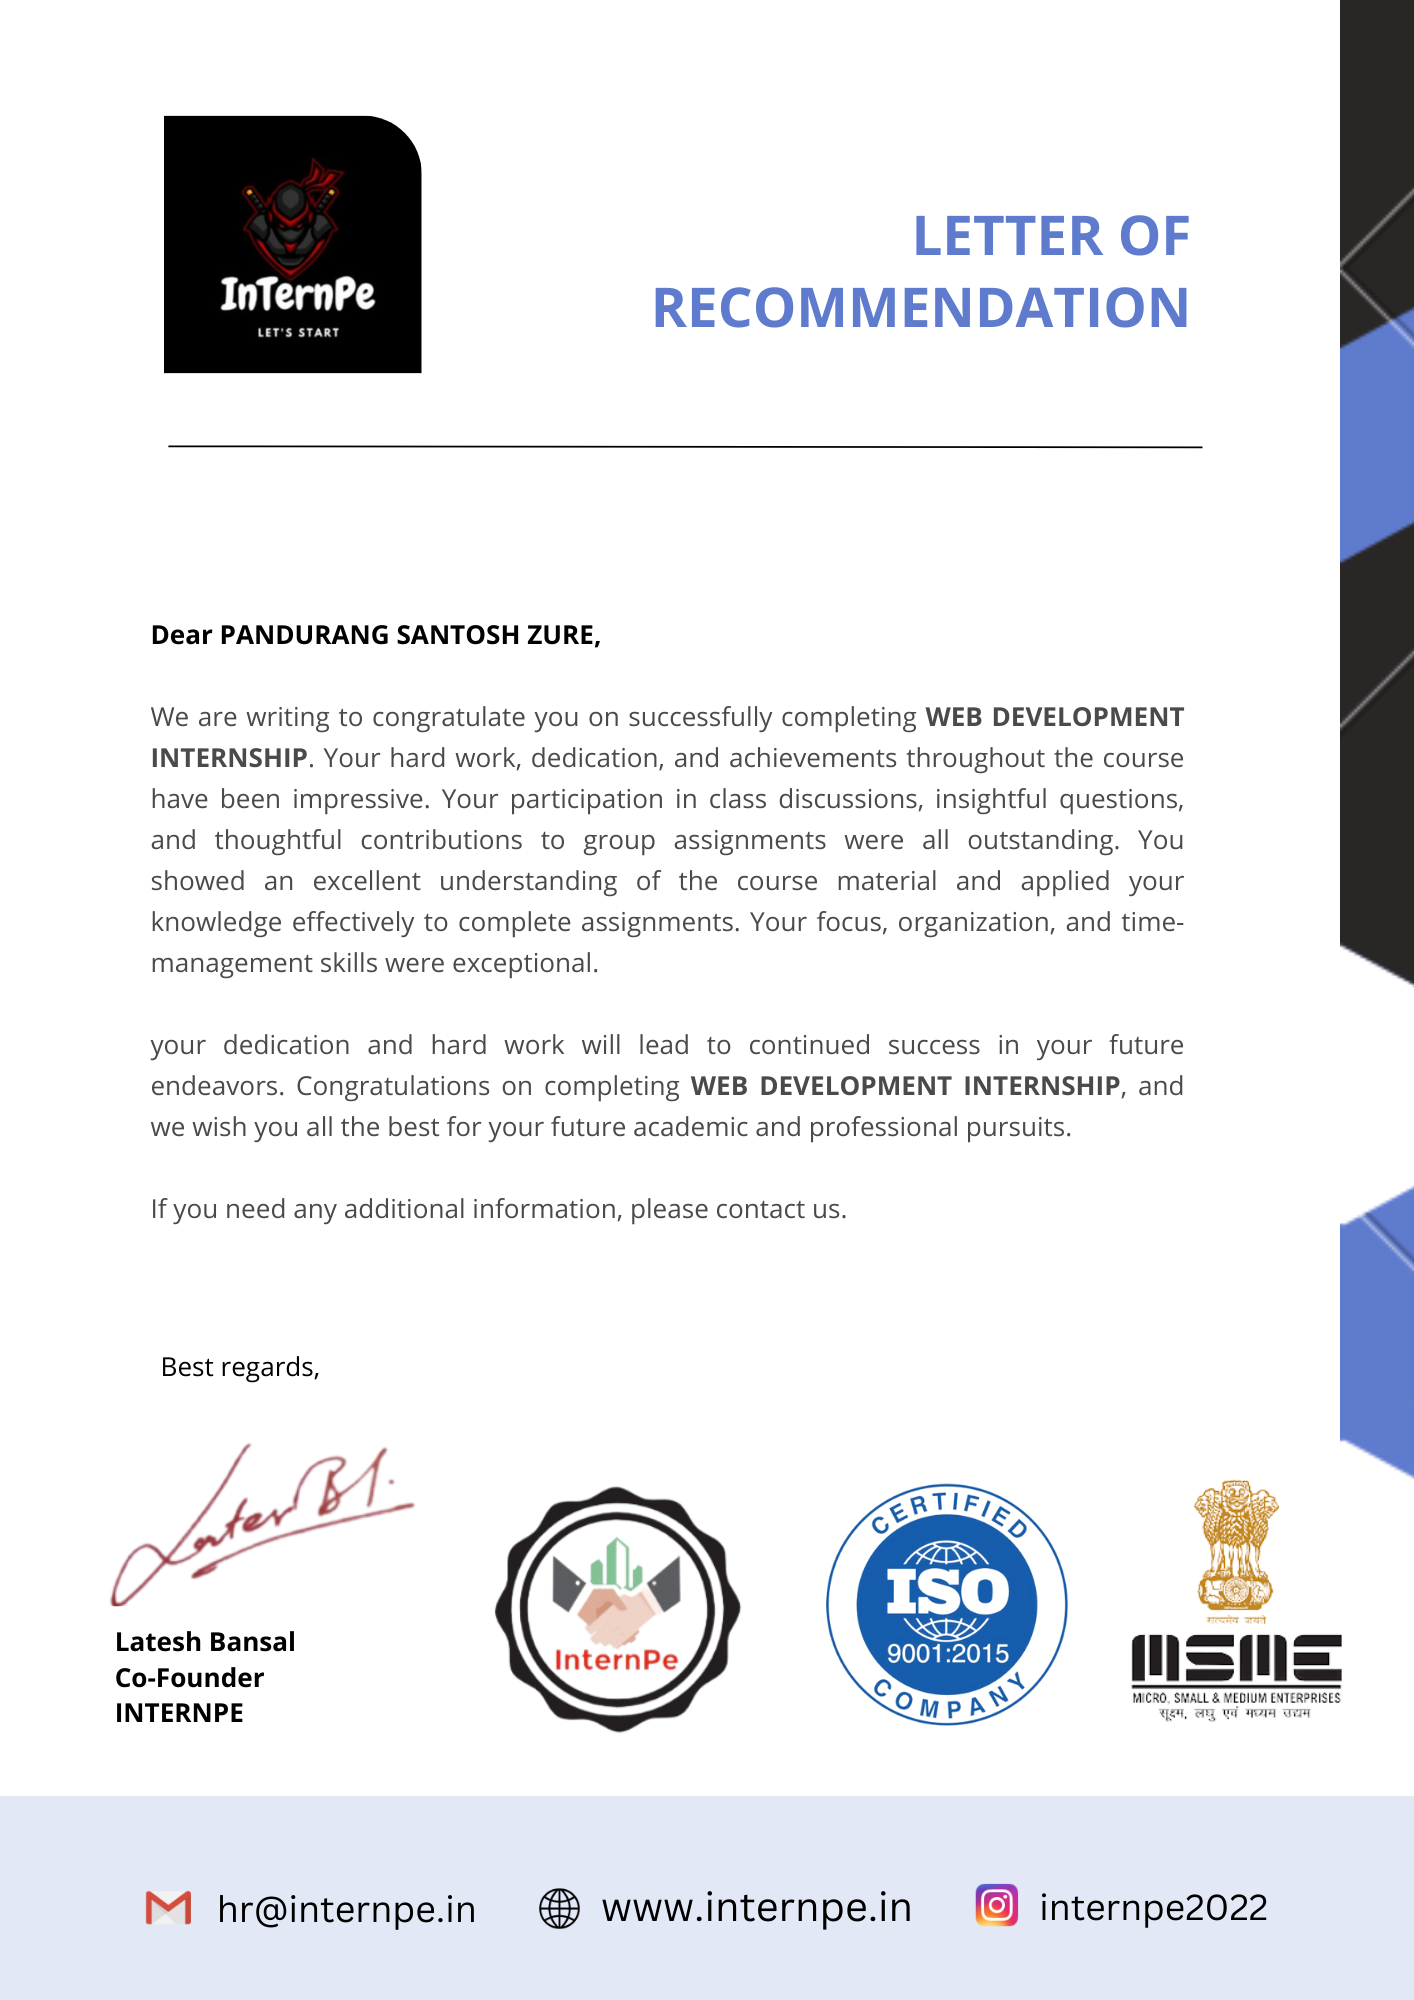 InTernPe
LET'S START
LETTER OF
RECOMMENDATION
Dear PANDURANG SANTOSH ZURE,
We are writing to congratulate you on successfully completing WEB DEVELOPMENT
INTERNSHIP. Your hard work, dedication, and achievements throughout the course
have been impressive. Your participation in class discussions, insightful questions,
and thoughtful contributions to group assignments were all outstanding. You
showed an excellent understanding of the course material and applied your
knowledge effectively to complete assignments. Your focus, organization, and time-
management skills were exceptional.
your dedication and hard work will lead to continued success in your future
endeavors. Congratulations on completing WEB DEVELOPMENT INTERNSHIP, and
we wish you all the best for your future academic and professional pursuits.
If you need any additional information, please contact us.
Best regards,
Latesh Bansal
Co-Founder
INTERNPE
InternPe
CERTIFIED
ISO
9001:2015
COMPANY
सत्यमेव जयते
MSME
MICRO, SMALL & MEDIUM ENTERPRISES
सूक्ष्म, लघु एवं मध्यम उद्यम
hr@internpe.in
www.internpe.in
internpe2022